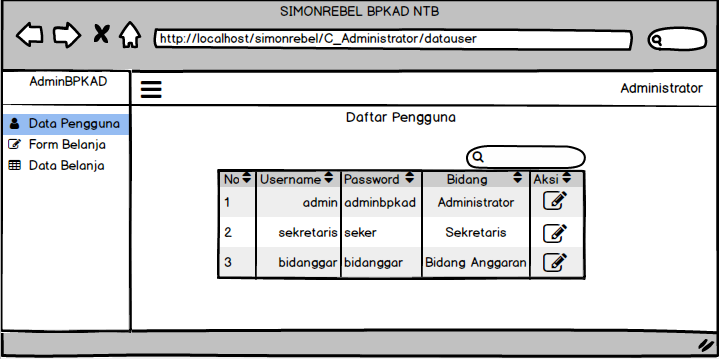 SIMONREBEL BPKAD NTB
http://localhost/simonrebel/C_Administrator/datauser
AdminBPKAD
Administrator
Data Pengguna
Form Belanja
Data Belanja
Daftar Pengguna
No Username Password Bidang Aksi
1 admin adminbpkad Administrator
2 sekretaris seker Sekretaris
3 bidanggar bidanggar Bidang Anggaran